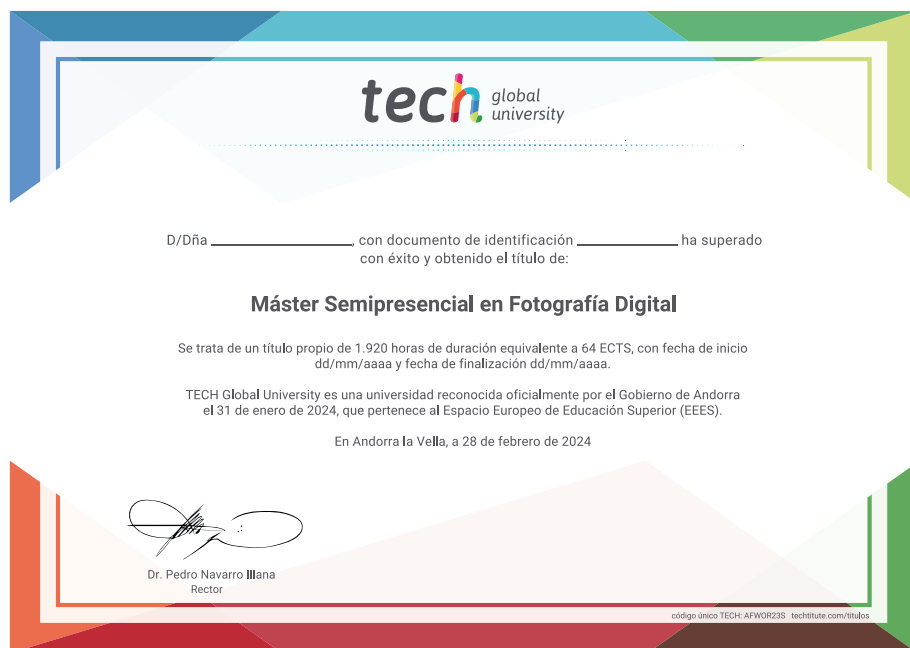 tech global
university
D/Dña ____________, con documento de identificación ____________ ha superado
con éxito y obtenido el título de:
Máster Semipresencial en Fotografía Digital
Se trata de un título propio de 1.920 horas de duración equivalente a 64 ECTS, con fecha de inicio
dd/mm/aaaa y fecha de finalización dd/mm/aaaa.
TECH Global University es una universidad reconocida oficialmente por el Gobierno de Andorra
el 31 de enero de 2024, que pertenece al Espacio Europeo de Educación Superior (EEES).
En Andorra la Vella, a 28 de febrero de 2024
Dr. Pedro Navarro Illana
Rector
código único TECH: AFWOR23S techtitute.com/titulos